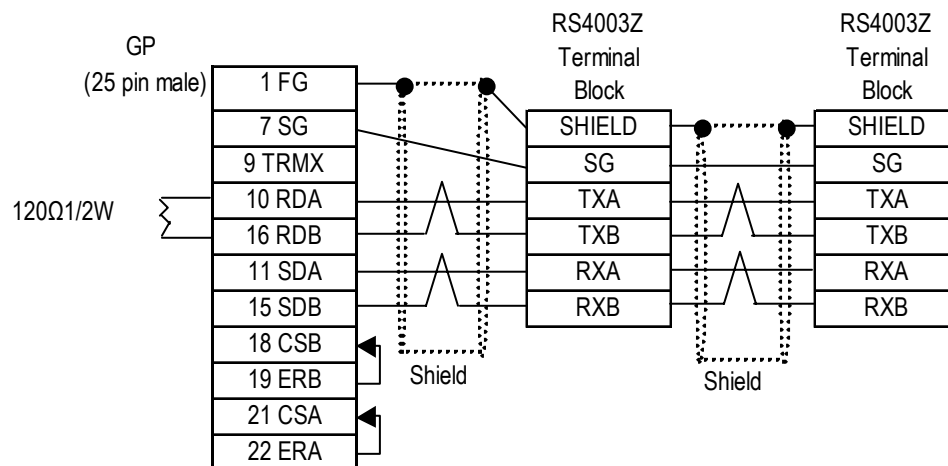 GP
(25 pin male)
1 FG
7 SG
9 TRMX
10 RDA
16 RDB
11 SDA
15 SDB
18 CSB
19 ERB
21 CSA
22 ERA
120Ω1/2W
Shield
RS4003Z
Terminal
Block
SHIELD
SG
TXA
TXB
RXA
RXB
Shield
RS4003Z
Terminal
Block
SHIELD
SG
TXA
TXB
RXA
RXB